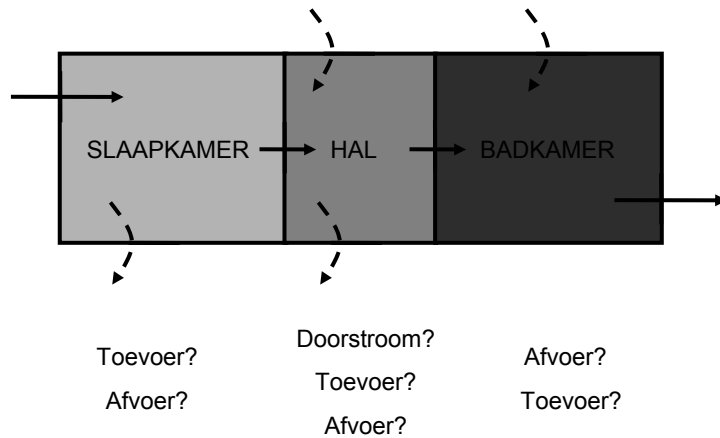 SLAAPKAMER
HAL
BADKAMER
Toevoer?
Afvoer?
Doorstroom?
Toevoer?
Afvoer?
Afvoer?
Toevoer?